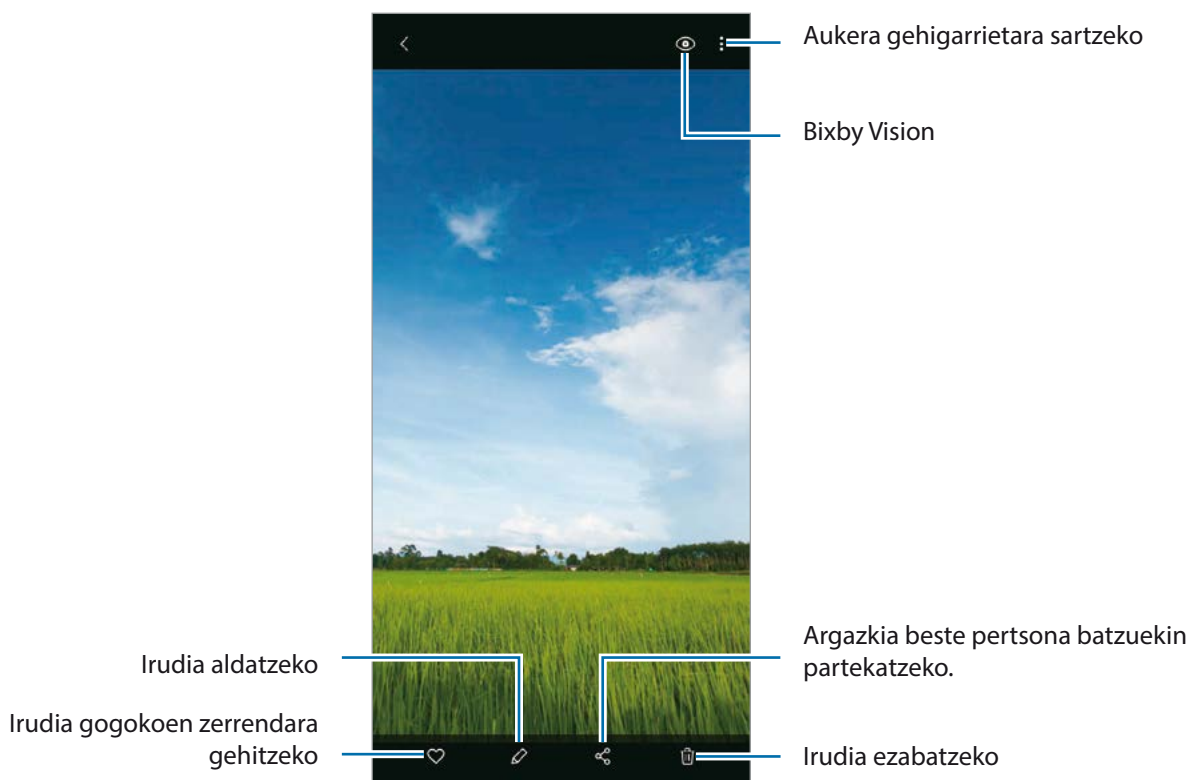 Aukera gehigarrietara sartzeko
Bixby Vision
Irudia aldatzeko
Argazkia beste pertsona batzuekin
partekatzeko.
Irudia gogokoen zerrendara
gehitzeko
Irudia ezabatzeko